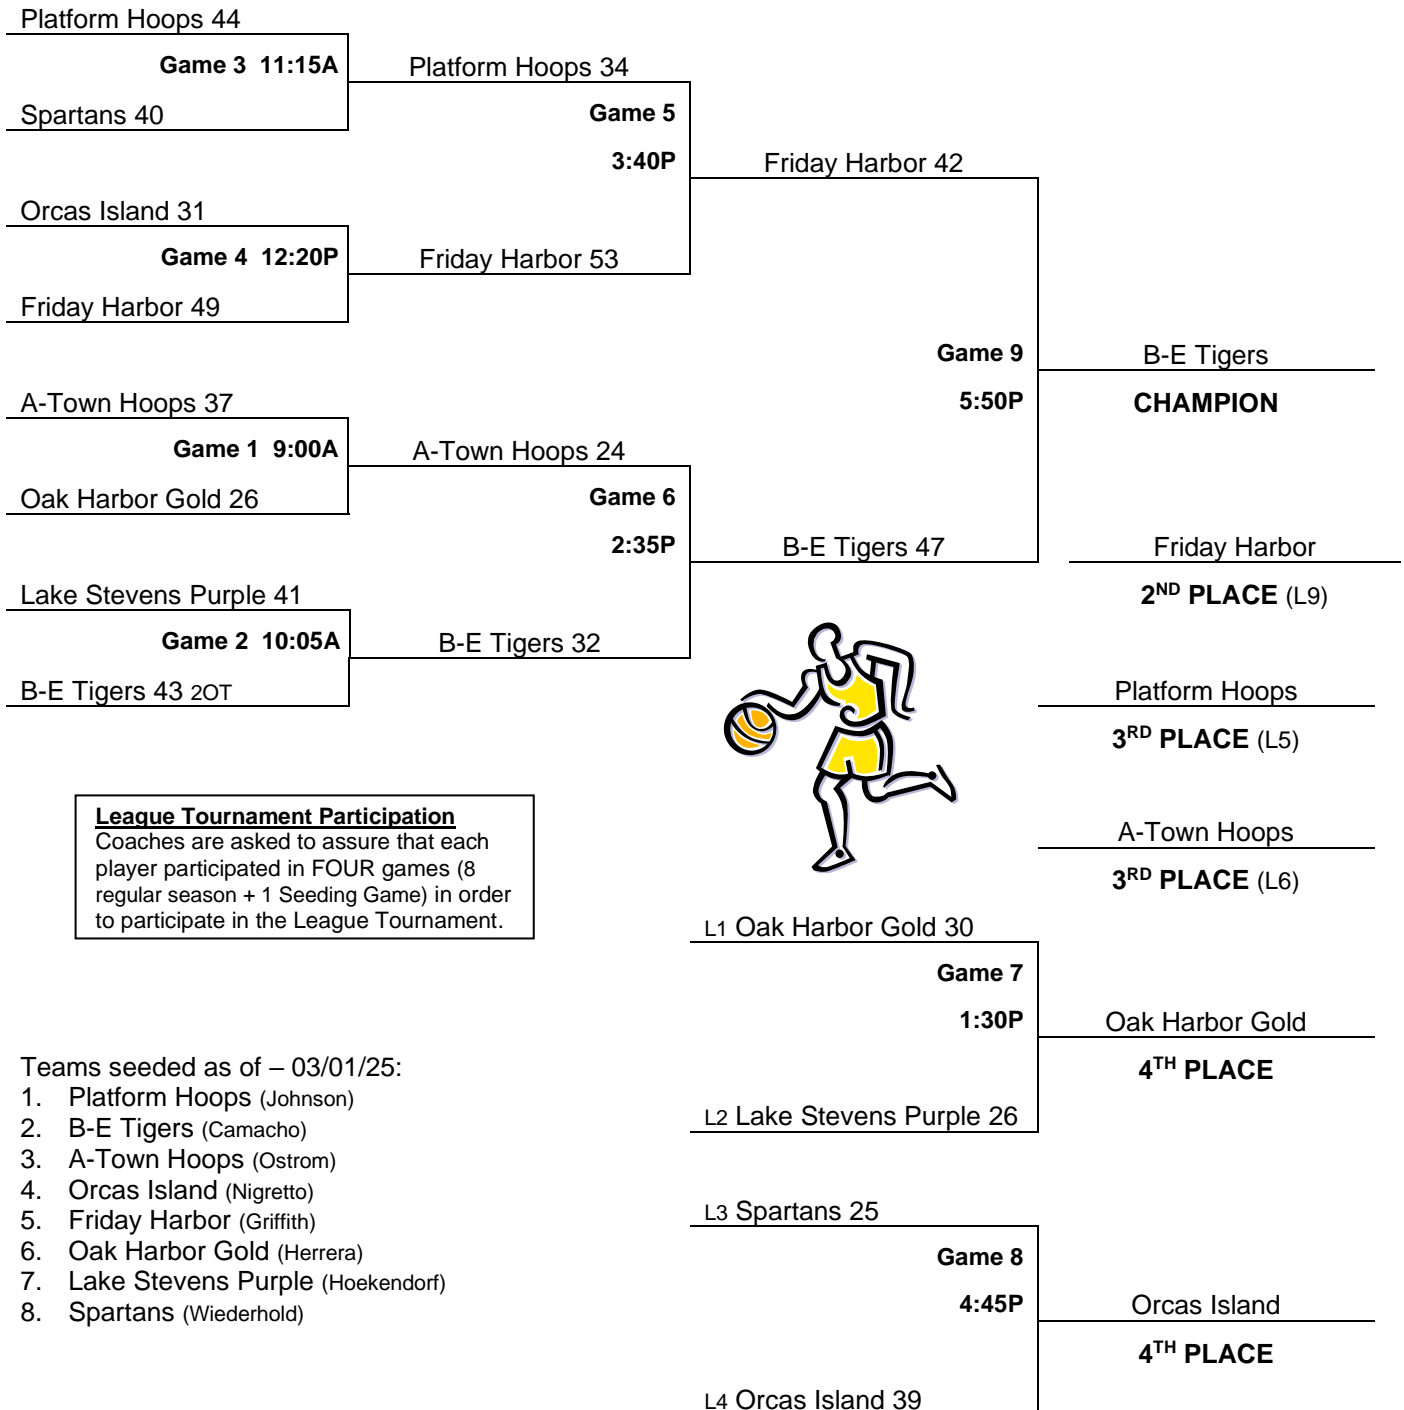 Platform Hoops 44
Game 3 11:15A
Platform Hoops 34
Spartans 40
Game 5
3:40P
Friday Harbor 42
Orcas Island 31
Game 4 12:20P
Friday Harbor 53
Friday Harbor 49
Game 9
5:50P
B-E Tigers
CHAMPION
A-Town Hoops 37
Game 1 9:00A
A-Town Hoops 24
Oak Harbor Gold 26
Game 6
2:35P
B-E Tigers 47
Friday Harbor
2ND PLACE (L9)
Lake Stevens Purple 41
Game 2 10:05A
B-E Tigers 32
B-E Tigers 43 2OT
Platform Hoops
3RD PLACE (L5)
A-Town Hoops
3RD PLACE (L6)
League Tournament Participation
Coaches are asked to assure that each
player participated in FOUR games (8
regular season + 1 Seeding Game) in order
to participate in the League Tournament.
L1 Oak Harbor Gold 30
Game 7
1:30P
Oak Harbor Gold
4TH PLACE
L2 Lake Stevens Purple 26
Teams seeded as of – 03/01/25:
1. Platform Hoops (Johnson)
2. B-E Tigers (Camacho)
3. A-Town Hoops (Ostrom)
4. Orcas Island (Nigretto)
5. Friday Harbor (Griffith)
6. Oak Harbor Gold (Herrera)
7. Lake Stevens Purple (Hoekendorf)
8. Spartans (Wiederhold)
L3 Spartans 25
Game 8
4:45P
Orcas Island
4TH PLACE
L4 Orcas Island 39